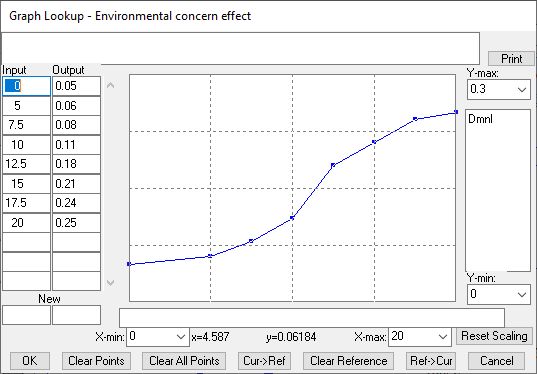 Graph Lookup - Environmental concern effect
Print
Input Output
0 0.05
5 0.06
7.5 0.08
10 0.11
12.5 0.18
15 0.21
17.5 0.24
20 0.25
New
Y-max:
0.3
Dmnl
Y-min:
0
X-min: 0 x=4.587 y=0.06184 X-max: 20 Reset Scaling
OK Clear Points Clear All Points Cur->Ref Clear Reference Ref->Cur Cancel